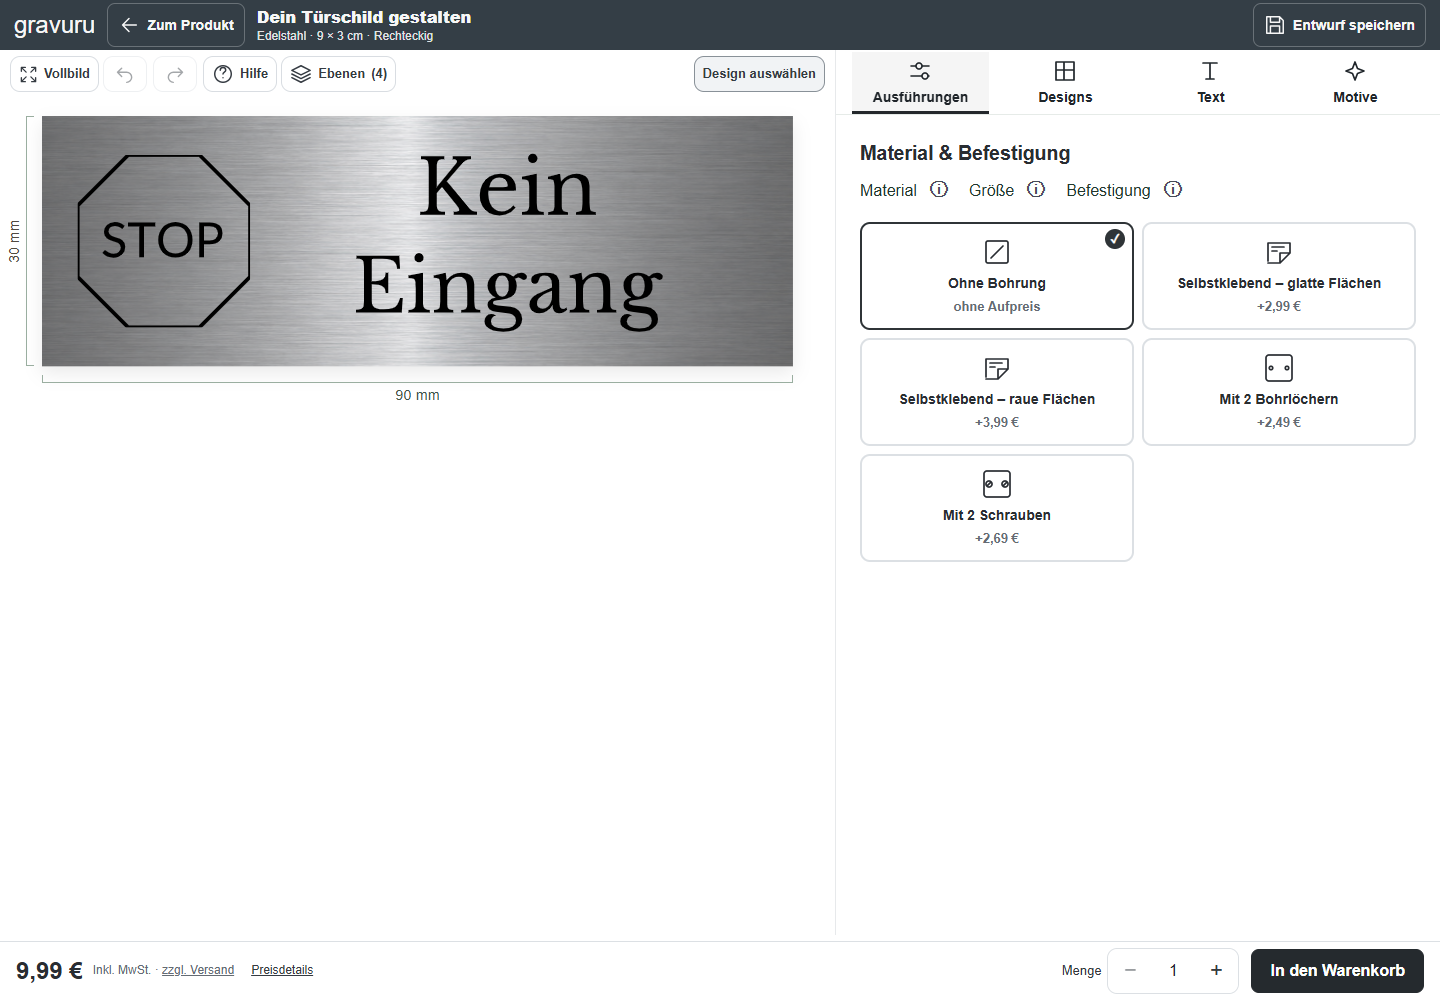 gravuru
Zum Produkt
Dein Türschild gestalten
Edelstahl · 9 × 3 cm · Rechteckig
Entwurf speichern
Vollbild
Hilfe
Ebenen (4)
Design auswählen
Ausführungen
Designs
Text
Motive
STOP
Kein
Eingang
30 mm
90 mm
Material & Befestigung
Material
Größe
Befestigung
Ohne Bohrung
ohne Aufpreis
Selbstklebend – glatte Flächen
+2,99 €
Selbstklebend – raue Flächen
+3,99 €
Mit 2 Bohrlöchern
+2,49 €
Mit 2 Schrauben
+2,69 €
9,99 €
Inkl. MwSt. · zzgl. Versand
Preisdetails
Menge
− 1 +
In den Warenkorb